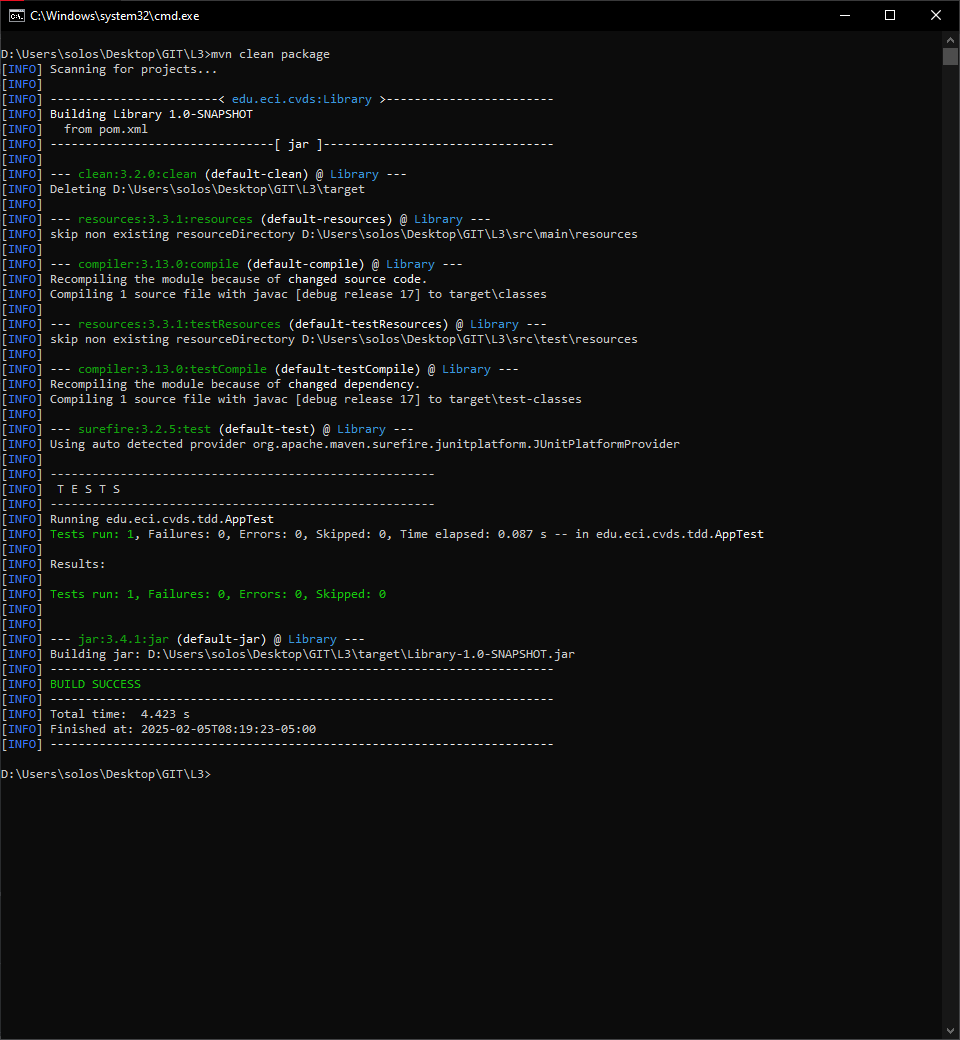 C:\Windows\system32\cmd.exe
D:\Users\solos\Desktop\GIT\L3>mvn clean package
[INFO] Scanning for projects...
[INFO]
[INFO] ------------------------< edu.eci.cvds:Library >------------------------
[INFO] Building Library 1.0-SNAPSHOT
[INFO]   from pom.xml
[INFO] --------------------------------[ jar ]---------------------------------
[INFO]
[INFO] --- clean:3.2.0:clean (default-clean) @ Library ---
[INFO] Deleting D:\Users\solos\Desktop\GIT\L3\target
[INFO]
[INFO] --- resources:3.3.1:resources (default-resources) @ Library ---
[INFO] skip non existing resourceDirectory D:\Users\solos\Desktop\GIT\L3\src\main\resources
[INFO]
[INFO] --- compiler:3.13.0:compile (default-compile) @ Library ---
[INFO] Recompiling the module because of changed source code.
[INFO] Compiling 1 source file with javac [debug release 17] to target\classes
[INFO]
[INFO] --- resources:3.3.1:testResources (default-testResources) @ Library ---
[INFO] skip non existing resourceDirectory D:\Users\solos\Desktop\GIT\L3\src\test\resources
[INFO]
[INFO] --- compiler:3.13.0:testCompile (default-testCompile) @ Library ---
[INFO] Recompiling the module because of changed dependency.
[INFO] Compiling 1 source file with javac [debug release 17] to target\test-classes
[INFO]
[INFO] --- surefire:3.2.5:test (default-test) @ Library ---
[INFO] Using auto detected provider org.apache.maven.surefire.junitplatform.JUnitPlatformProvider
[INFO]
[INFO] -------------------------------------------------------
[INFO]  T E S T S
[INFO] -------------------------------------------------------
[INFO] Running edu.eci.cvds.tdd.AppTest
[INFO] Tests run: 1, Failures: 0, Errors: 0, Skipped: 0, Time elapsed: 0.087 s -- in edu.eci.cvds.tdd.AppTest
[INFO]
[INFO] Results:
[INFO]
[INFO] Tests run: 1, Failures: 0, Errors: 0, Skipped: 0
[INFO]
[INFO]
[INFO] --- jar:3.4.1:jar (default-jar) @ Library ---
[INFO] Building jar: D:\Users\solos\Desktop\GIT\L3\target\Library-1.0-SNAPSHOT.jar
[INFO] ------------------------------------------------------------------------
[INFO] BUILD SUCCESS
[INFO] ------------------------------------------------------------------------
[INFO] Total time:  4.423 s
[INFO] Finished at: 2025-02-05T08:19:23-05:00
[INFO] ------------------------------------------------------------------------
D:\Users\solos\Desktop\GIT\L3>